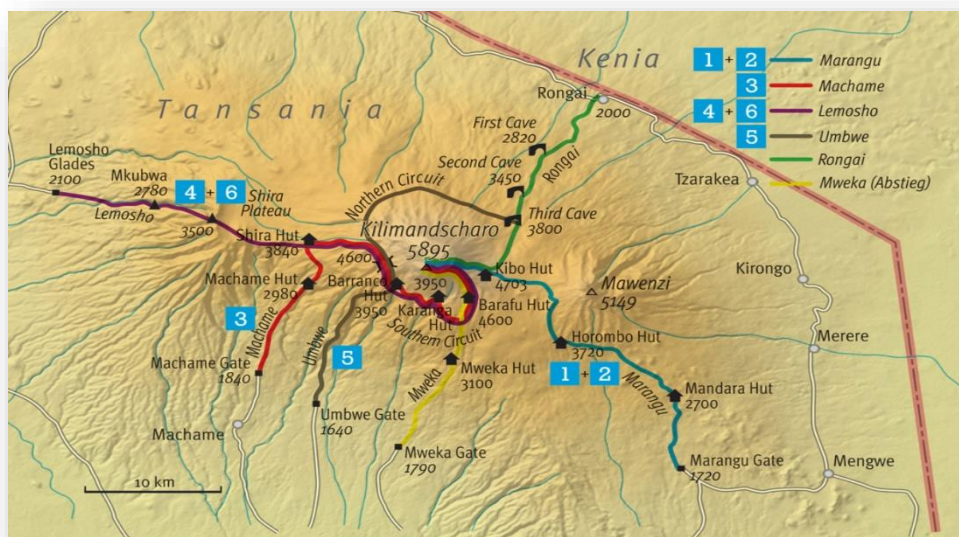 Kenia
Tansania
1 + 2 Marangu
3 Machame
4 + 6 Lemosho
5 Umbwe
Rongai
Mweka (Abstieg)
Rongai
2000
First Cave
2820
Second Cave
3450
Rongai
Third Cave
3800
Tzarakea
Lemosho
Glades
2100
Mkubwa
2780
4 + 6
Shira
Plateau
Lemosho
3500
Northern Circuit
Kilimandscharo
5895
Shira Hut
3840
4600
3950
Kibo Hut
4703
Mawenzi
5149
Kirongo
Machame Hut
2980
Barranco
Hut
3950
Karanga
Hut
Barafu Hut
4600
Southern Circuit
3
Machame
Umbwe
5
Horombo Hut
3720
1 + 2
Marangu
Merere
Machame Gate
1840
Mweka Hut
3100
Mweka
Mandara Hut
2700
Machame
Umbwe Gate
1640
Mweka Gate
1790
Marangu Gate
1720
Mengwe
10 km